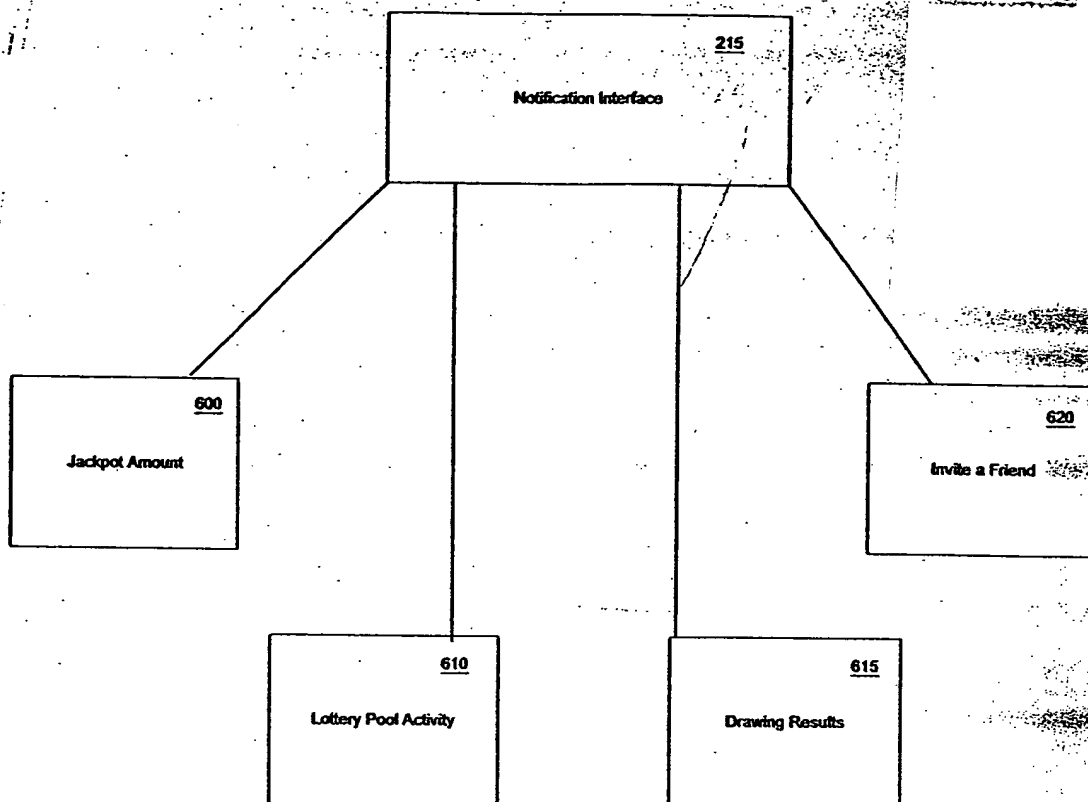 215
Notification Interface
600
Jackpot Amount
620
Invite a Friend
610
Lottery Pool Activity
615
Drawing Results